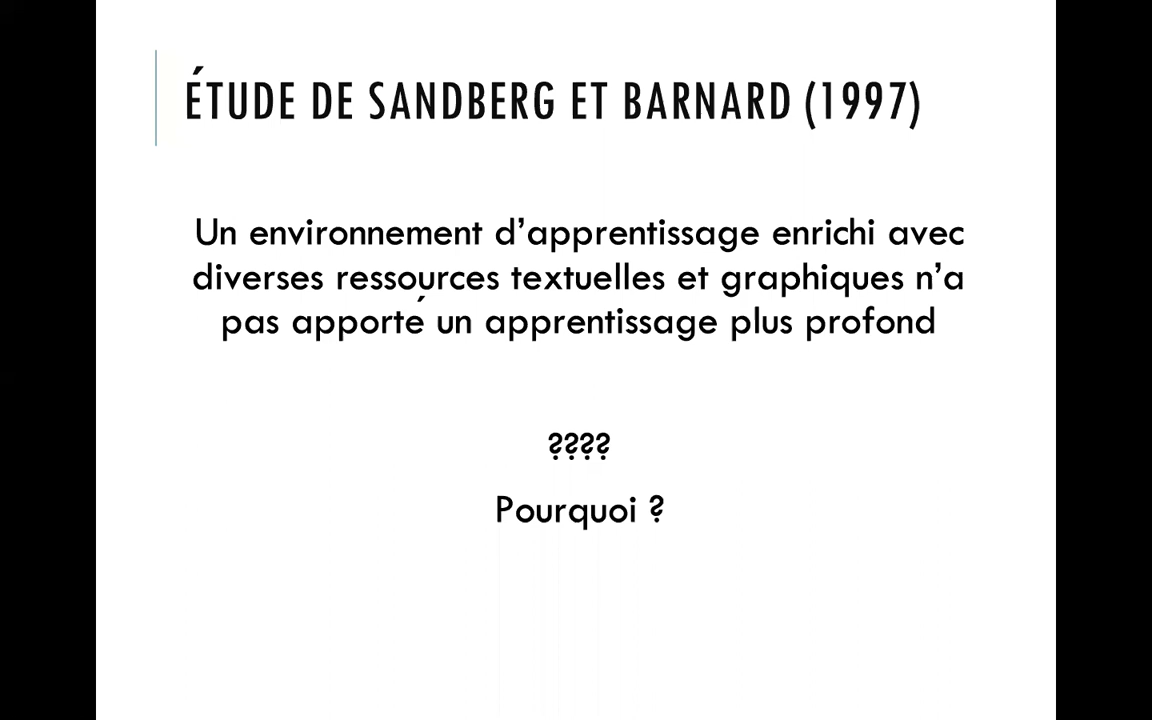 ÉTUDE DE SANDBERG ET BARNARD (1997)
Un environnement d’apprentissage enrichi avec
diverses ressources textuelles et graphiques n’a
pas apporté un apprentissage plus profond
????
Pourquoi ?